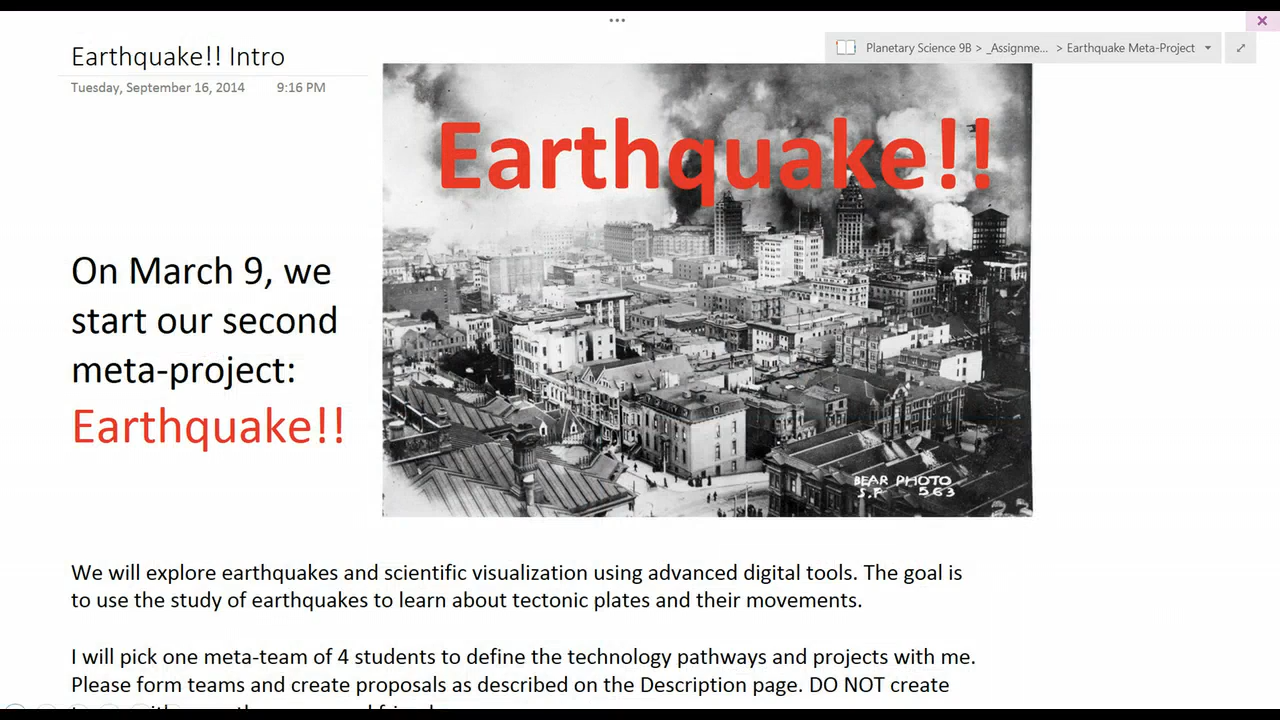 Earthquake!! Intro
Tuesday, September 16, 2014 9:16 PM
Planetary Science 9B > _Assignme... > Earthquake Meta-Project
Earthquake!!
On March 9, we
start our second
meta-project:
Earthquake!!
BEAR PHOTO
S.F 563
We will explore earthquakes and scientific visualization using advanced digital tools. The goal is
to use the study of earthquakes to learn about tectonic plates and their movements.
I will pick one meta-team of 4 students to define the technology pathways and projects with me.
Please form teams and create proposals as described on the Description page. DO NOT create